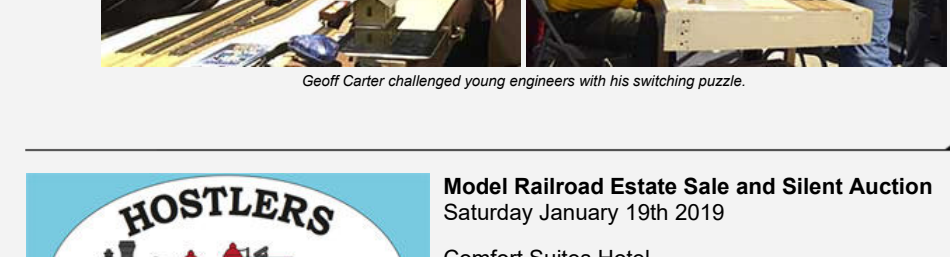 Geoff Carter challenged young engineers with his switching puzzle.
HOSTLERS
Model Railroad Estate Sale and Silent Auction
Saturday January 19th 2019
Comfort Suites Hotel